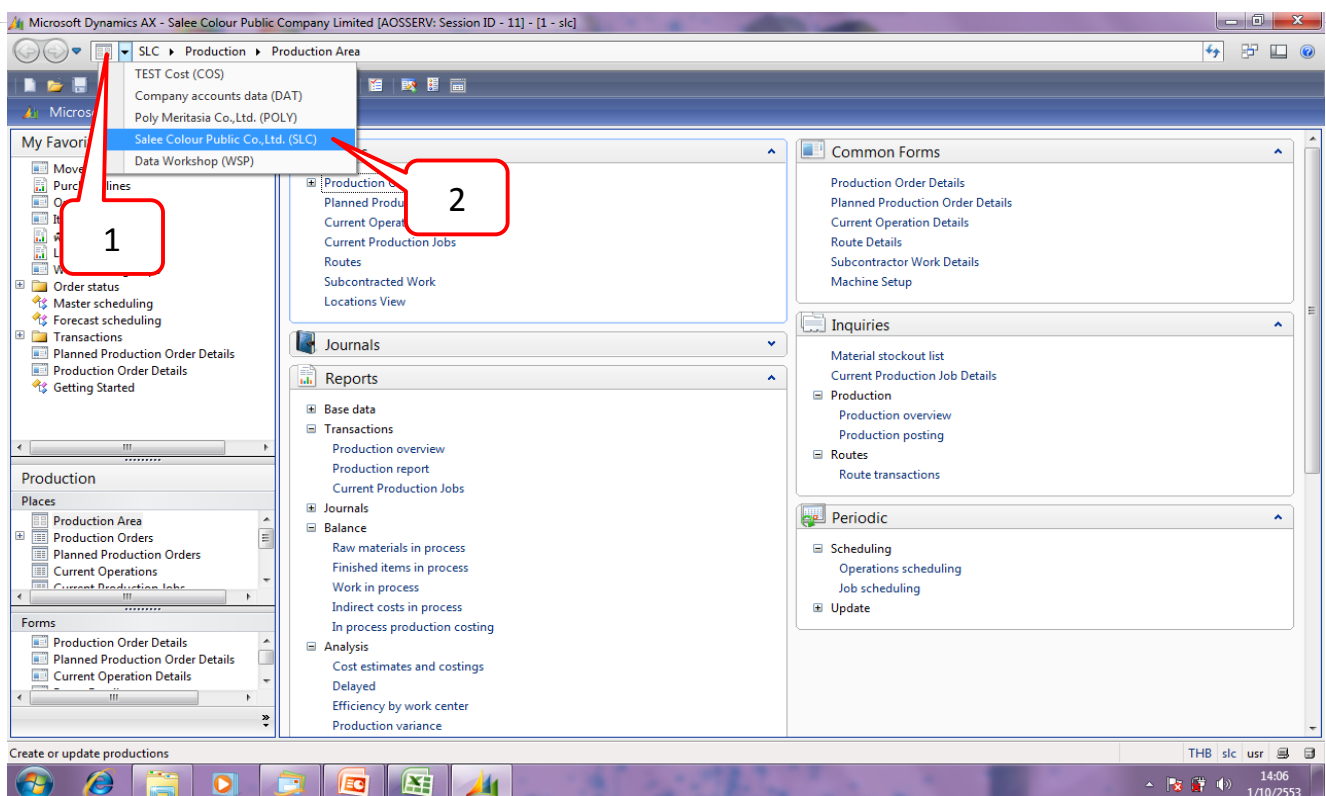 Microsoft Dynamics AX - Salee Colour Public Company Limited [AOSSERV: Session ID - 11] - [1 - slc]
SLC Production Production Area
TEST Cost (COS)
Company accounts data (DAT)
Poly Meritasia Co.,Ltd. (POLY)
Salee Colour Public Co.,Ltd. (SLC)
Data Workshop (WSP)
1
2
My Favori
Move
Purch lines
Order status
Master scheduling
Forecast scheduling
Transactions
Planned Production Order Details
Production Order Details
Getting Started
Production
Places
Production Area
Production Orders
Planned Production Orders
Current Operations
Current Production Jobs
Forms
Production Order Details
Planned Production Order Details
Current Operation Details
Production O
Planned Produ
Current Operat
Current Production Jobs
Routes
Subcontracted Work
Locations View
Journals
Reports
Base data
Transactions
Production overview
Production report
Current Production Jobs
Journals
Balance
Raw materials in process
Finished items in process
Work in process
Indirect costs in process
In process production costing
Analysis
Cost estimates and costings
Delayed
Efficiency by work center
Production variance
Common Forms
Production Order Details
Planned Production Order Details
Current Operation Details
Route Details
Subcontractor Work Details
Machine Setup
Inquiries
Material stockout list
Current Production Job Details
Production
Production overview
Production posting
Routes
Route transactions
Periodic
Scheduling
Operations scheduling
Job scheduling
Update
Create or update productions
THB slc usr
14:06
1/10/2553